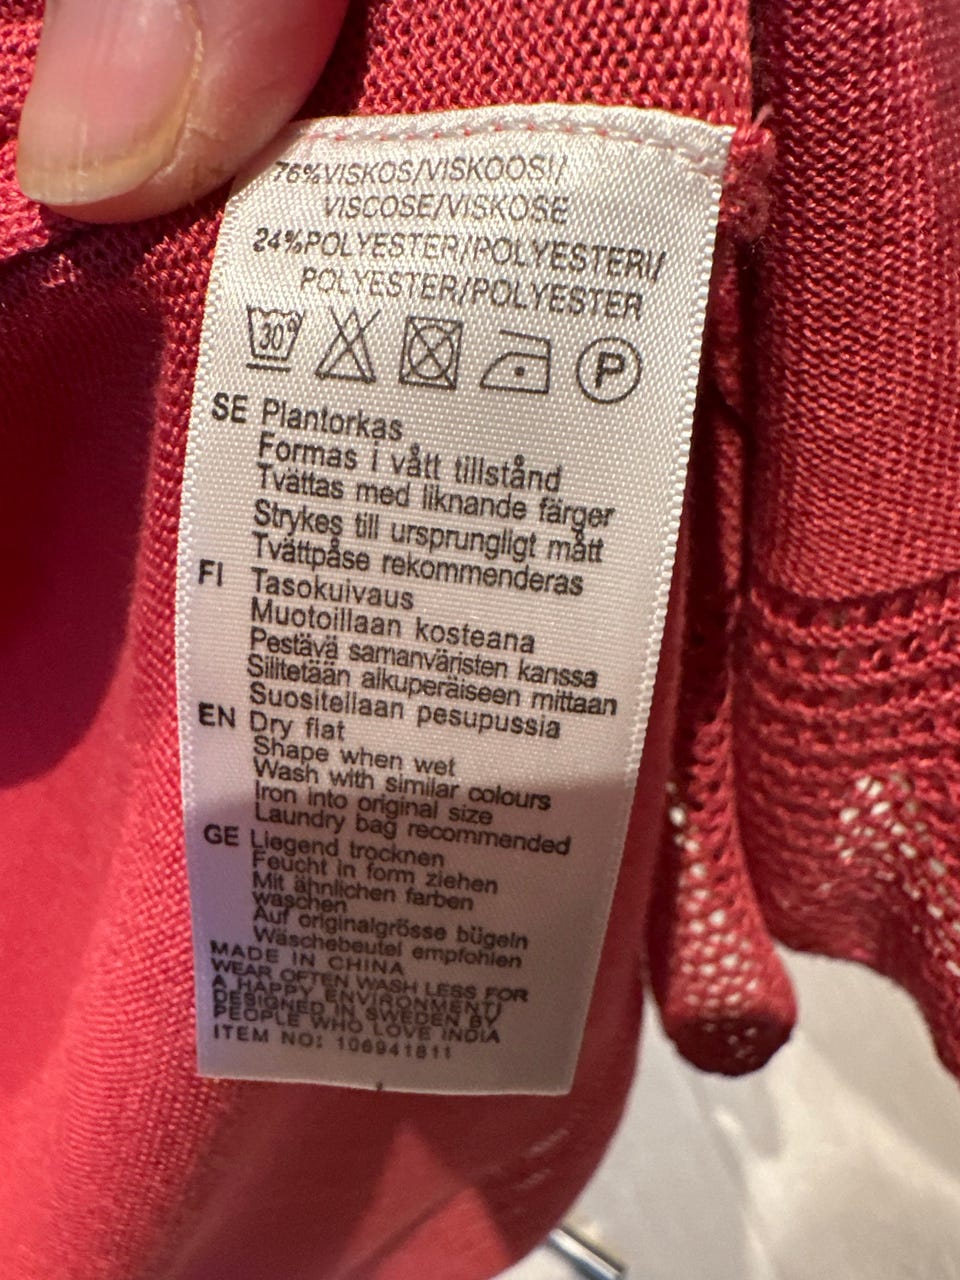 76%VISKOS/VISKOOSI/
VISCOSE/VISKOSE
24%POLYESTER/POLYESTERI/
POLYESTER/POLYESTER
30° P
SE Plantorkas
Formas i vått tillstånd
Tvättas med liknande färger
Strykes till ursprungligt mått
Tvättpåse rekommenderas
FI Tasokuivaus
Muotoillaan kosteana
Pestävä samanväristen kanssa
Silitetään alkuperäiseen mittaan
Suositellaan pesupussia
EN Dry flat
Shape when wet
Wash with similar colours
Iron into original size
Laundry bag recommended
GE Liegend trocknen
Feucht in form ziehen
Mit ähnlichen farben
waschen
Auf originalgrösse bügeln
Wäschebeutel empfohlen
MADE IN CHINA
WEAR OFTEN WASH LESS FOR
A HAPPY ENVIRONMENT!
DESIGNED IN SWEDEN BY
PEOPLE WHO LOVE INDIA
ITEM NO: 106941811